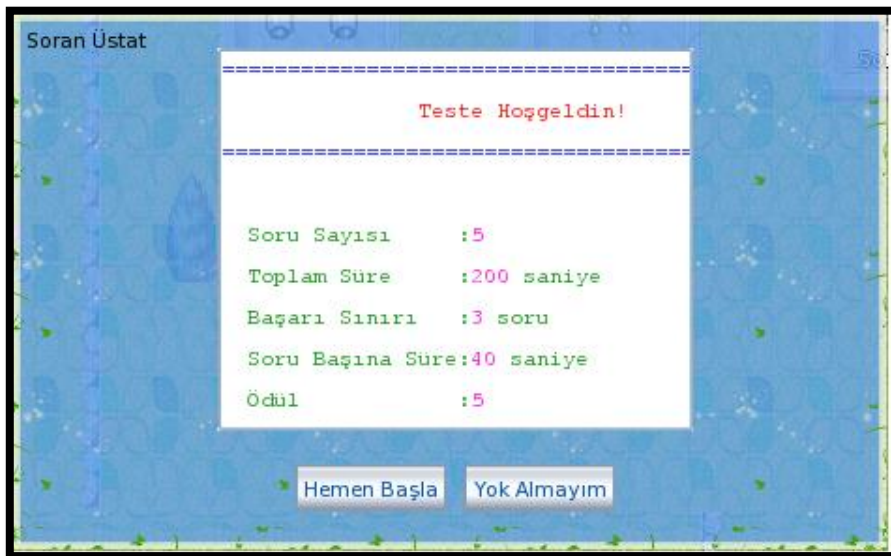 Soran Üstat
====================================
Teste Hoşgeldin!
====================================
Soru Sayısı :5
Toplam Süre :200 saniye
Başarı Sınırı :3 soru
Soru Başına Süre:40 saniye
Ödül :5
Hemen Başla Yok Almayım